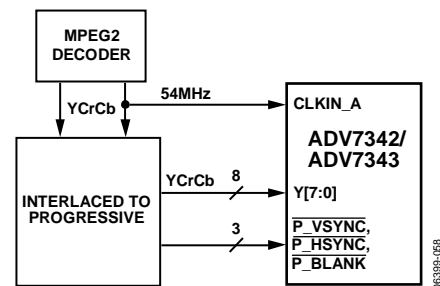 MPEG2
DECODER
YCrCb
54MHz
CLKIN_A
ADV7342/
ADV7343
INTERLACED TO
PROGRESSIVE
YCrCb
8
Y[7:0]
3
P_VSYNC,
P_HSYNC,
P_BLANK
06399-058